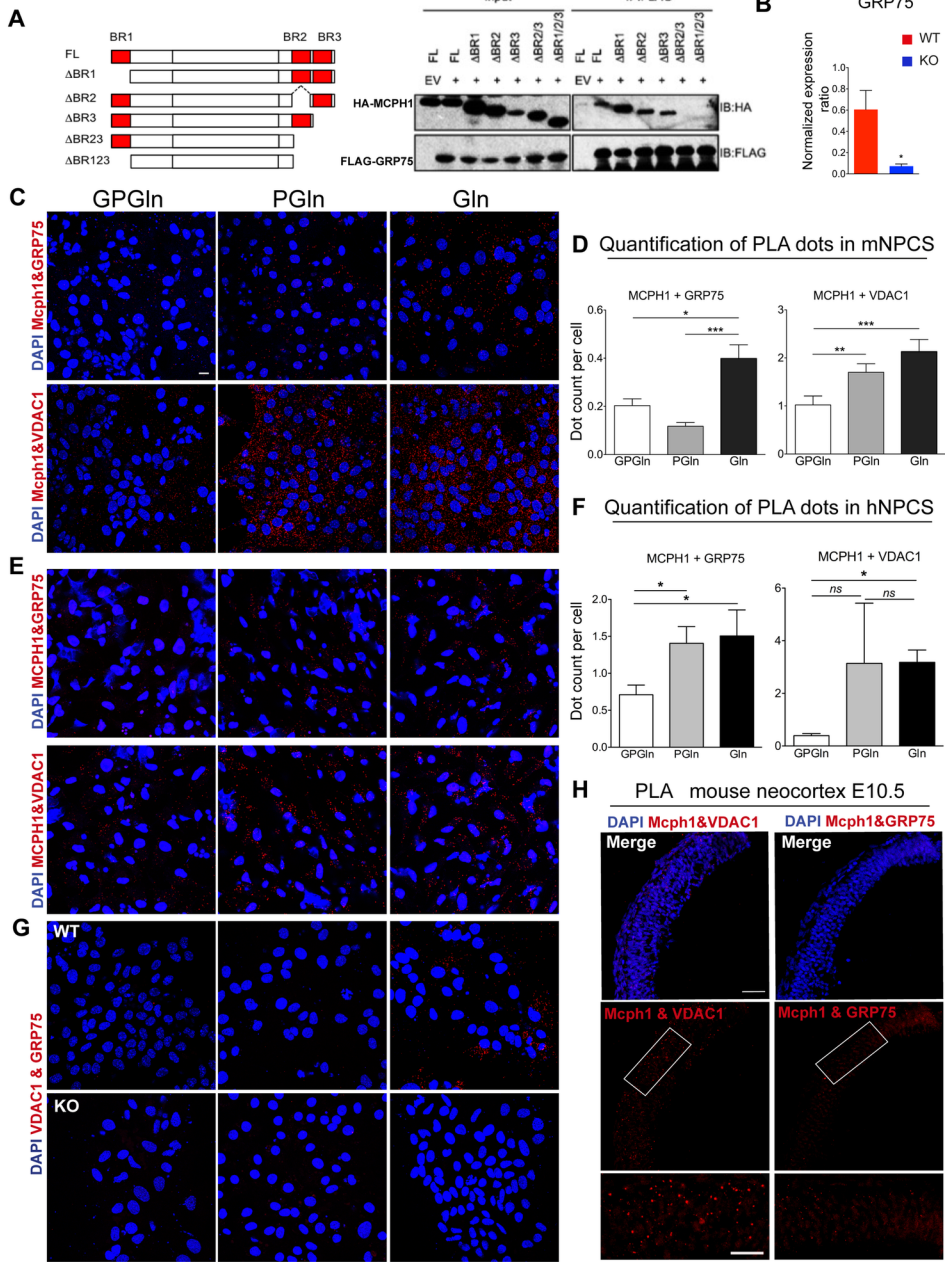 A
BR1 BR2 BR3
FL
ΔBR1
ΔBR2
ΔBR3
ΔBR23
ΔBR123
FL FL ΔBR1 ΔBR2 ΔBR3 ΔBR2/3 ΔBR1/2/3
EV + + + + + +
FL FL ΔBR1 ΔBR2 ΔBR3 ΔBR2/3 ΔBR1/2/3
EV + + + + + +
HA-MCPH1
IB:HA
FLAG-GRP75
IB:FLAG
B
GRP75
WT
KO
Normalized expression
ratio
1.0
0.8
0.6
0.4
0.2
0.0
*
C
GPGln PGln Gln
DAPI Mcph1&GRP75
DAPI Mcph1&VDAC1
D Quantification of PLA dots in mNPCS
MCPH1 + GRP75
Dot count per cell
0.6
0.4
0.2
0.0
*
***
GPGln PGln Gln
MCPH1 + VDAC1
3
2
1
0
***
**
GPGln PGln Gln
E
DAPI MCPH1&GRP75
DAPI MCPH1&VDAC1
F Quantification of PLA dots in hNPCS
MCPH1 + GRP75
Dot count per cell
2.0
1.5
1.0
0.5
0.0
*
*
GPGln PGln Gln
MCPH1 + VDAC1
6
4
2
0
*
ns ns
GPGln PGln Gln
G
DAPI VDAC1 & GRP75
WT
KO
H
PLA mouse neocortex E10.5
DAPI Mcph1&VDAC1
Merge
Mcph1 & VDAC1
DAPI Mcph1&GRP75
Merge
Mcph1 & GRP75